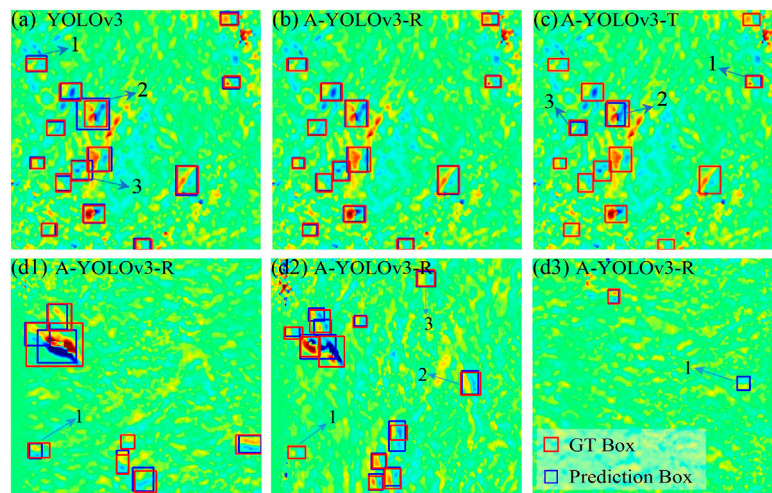 (a) YOLOv3
1
2
3
(b) A-YOLOv3-R
(c) A-YOLOv3-T
1
2
3
(d1) A-YOLOv3-R
1
(d2) A-YOLOv3-R
3
2
1
(d3) A-YOLOv3-R
1
GT Box
Prediction Box